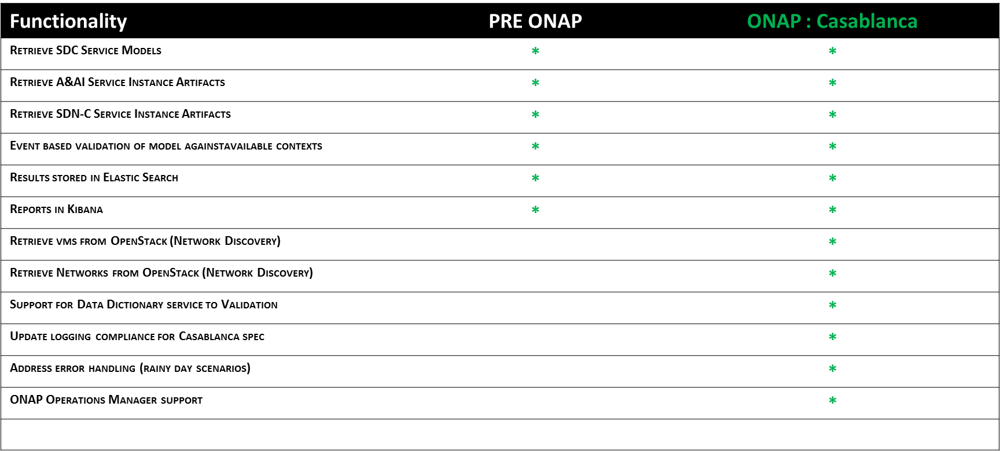 Functionality PRE ONAP ONAP : Casablanca
Retrieve SDC Service Models * *
Retrieve A&AI Service Instance Artifacts * *
Retrieve SDN-C Service Instance Artifacts * *
Event based validation of model againstavailable contexts * *
Results stored in Elastic Search * *
Reports in Kibana * *
Retrieve vms from OpenStack (Network Discovery) *
Retrieve Networks from OpenStack (Network Discovery) *
Support for Data Dictionary service to Validation *
Update logging compliance for Casablanca spec *
Address error handling (rainy day scenarios) *
ONAP Operations Manager support *